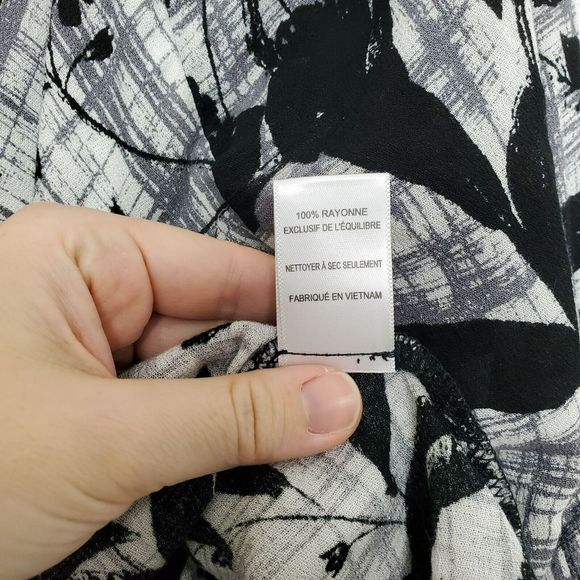 100% RAYONNE
EXCLUSIF DE L'ÉQUILIBRE
NETTOYER À SEC SEULEMENT
FABRIQUÉ EN VIETNAM